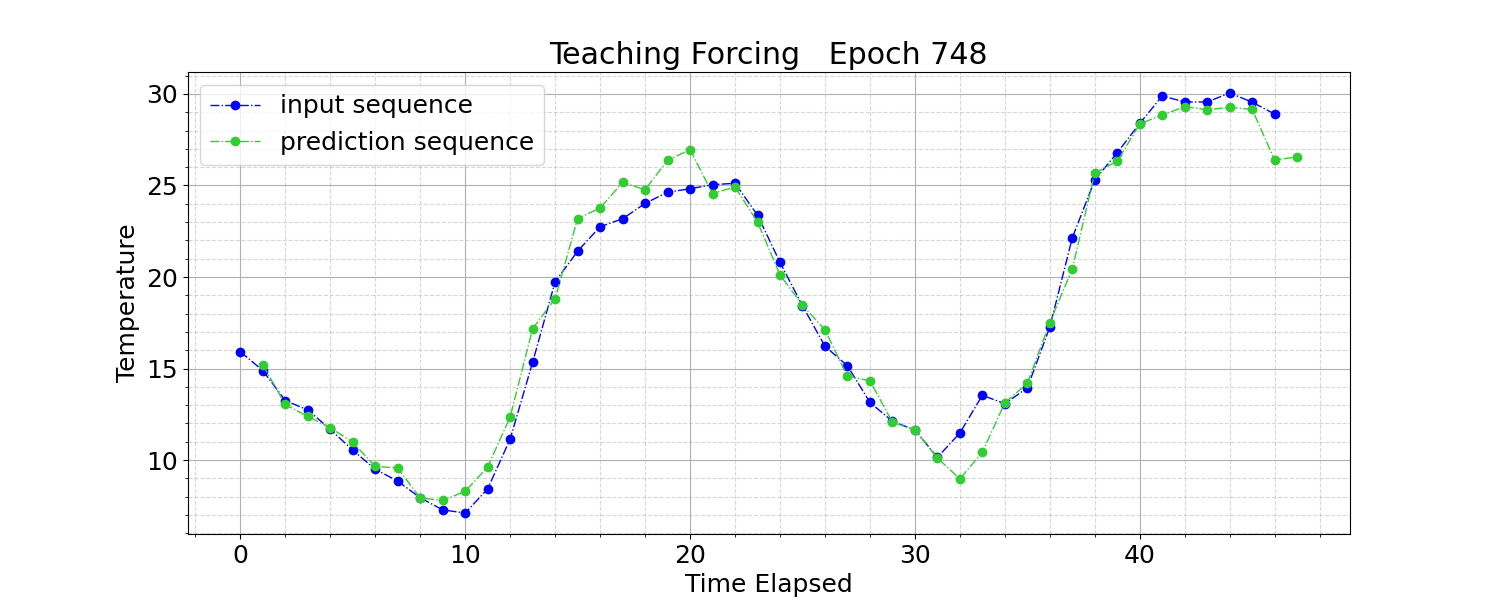 Teaching Forcing   Epoch 748
input sequence
prediction sequence
30
25
20
15
10
Temperature
0 10 20 30 40
Time Elapsed